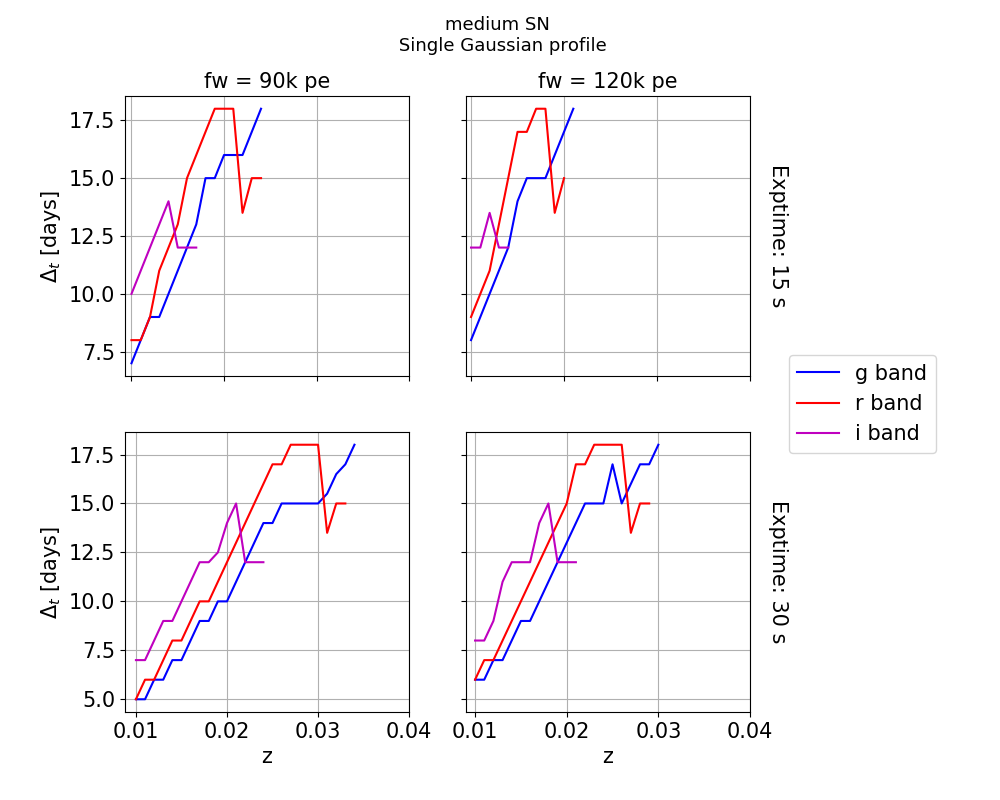 medium SN
Single Gaussian profile
fw = 90k pe
fw = 120k pe
17.5
15.0
12.5
10.0
7.5
Δt [days]
Exptime: 15 s
g band
r band
i band
17.5
15.0
12.5
10.0
7.5
5.0
Δt [days]
Exptime: 30 s
0.01 0.02 0.03 0.04
0.01 0.02 0.03 0.04
z
z